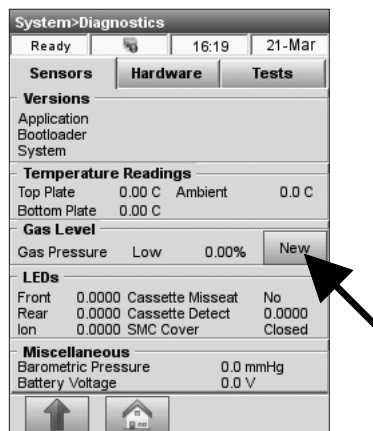 System>Diagnostics
Ready 16:19 21-Mar
Sensors Hardware Tests
Versions
Application
Bootloader
System
Temperature Readings
Top Plate 0.00 C Ambient 0.0 C
Bottom Plate 0.00 C
Gas Level
Gas Pressure Low 0.00% New
LEDs
Front 0.0000 Cassette Misseat No
Rear 0.0000 Cassette Detect 0.0000
Ion 0.0000 SMC Cover Closed
Miscellaneous
Barometric Pressure 0.0 mmHg
Battery Voltage 0.0 V